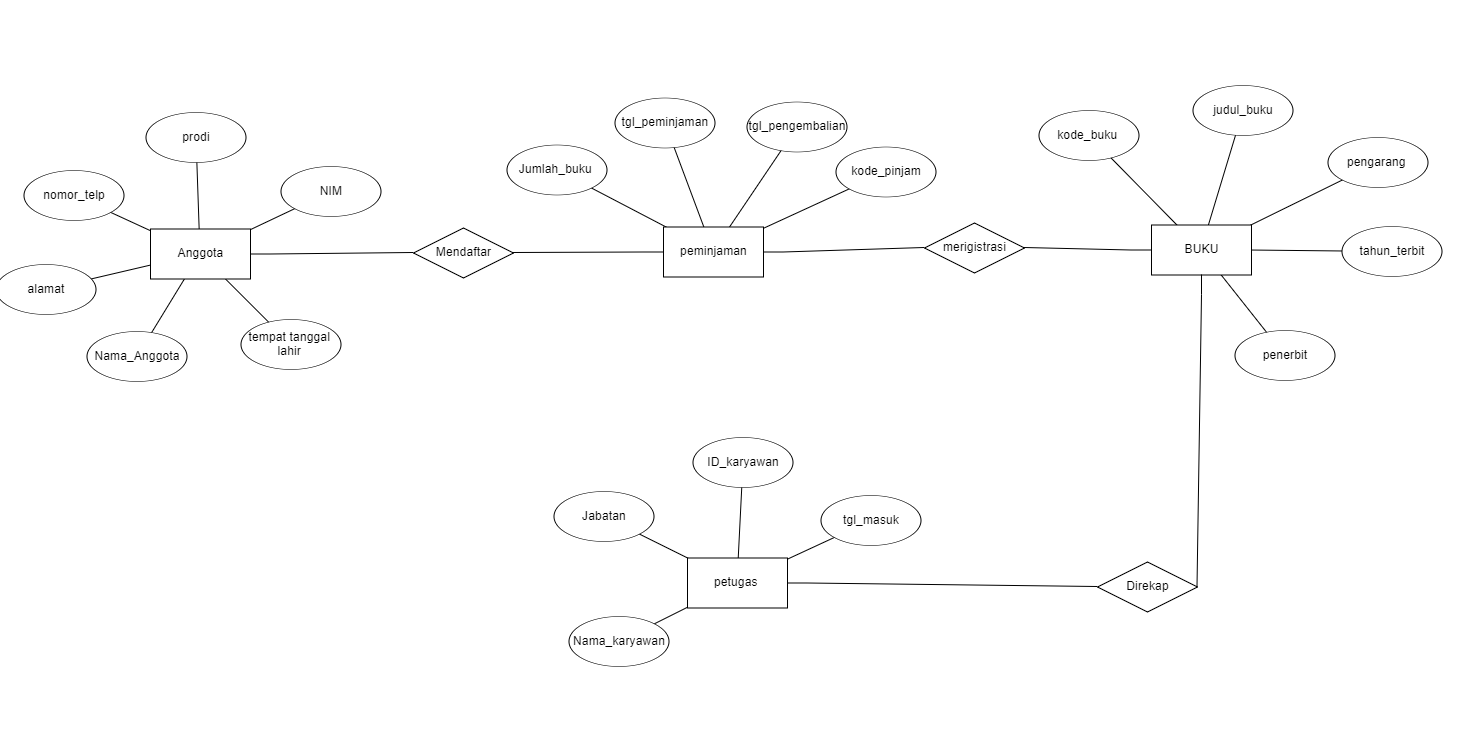 judul_buku
tgl_peminjaman
tgl_pengembalian
kode_buku
prodi
pengarang
Jumlah_buku
kode_pinjam
nomor_telp
NIM
Anggota
Mendaftar
peminjaman
merigistrasi
BUKU
tahun_terbit
alamat
tempat tanggal
lahir
Nama_Anggota
penerbit
ID_karyawan
Jabatan
tgl_masuk
petugas
Direkap
Nama_karyawan